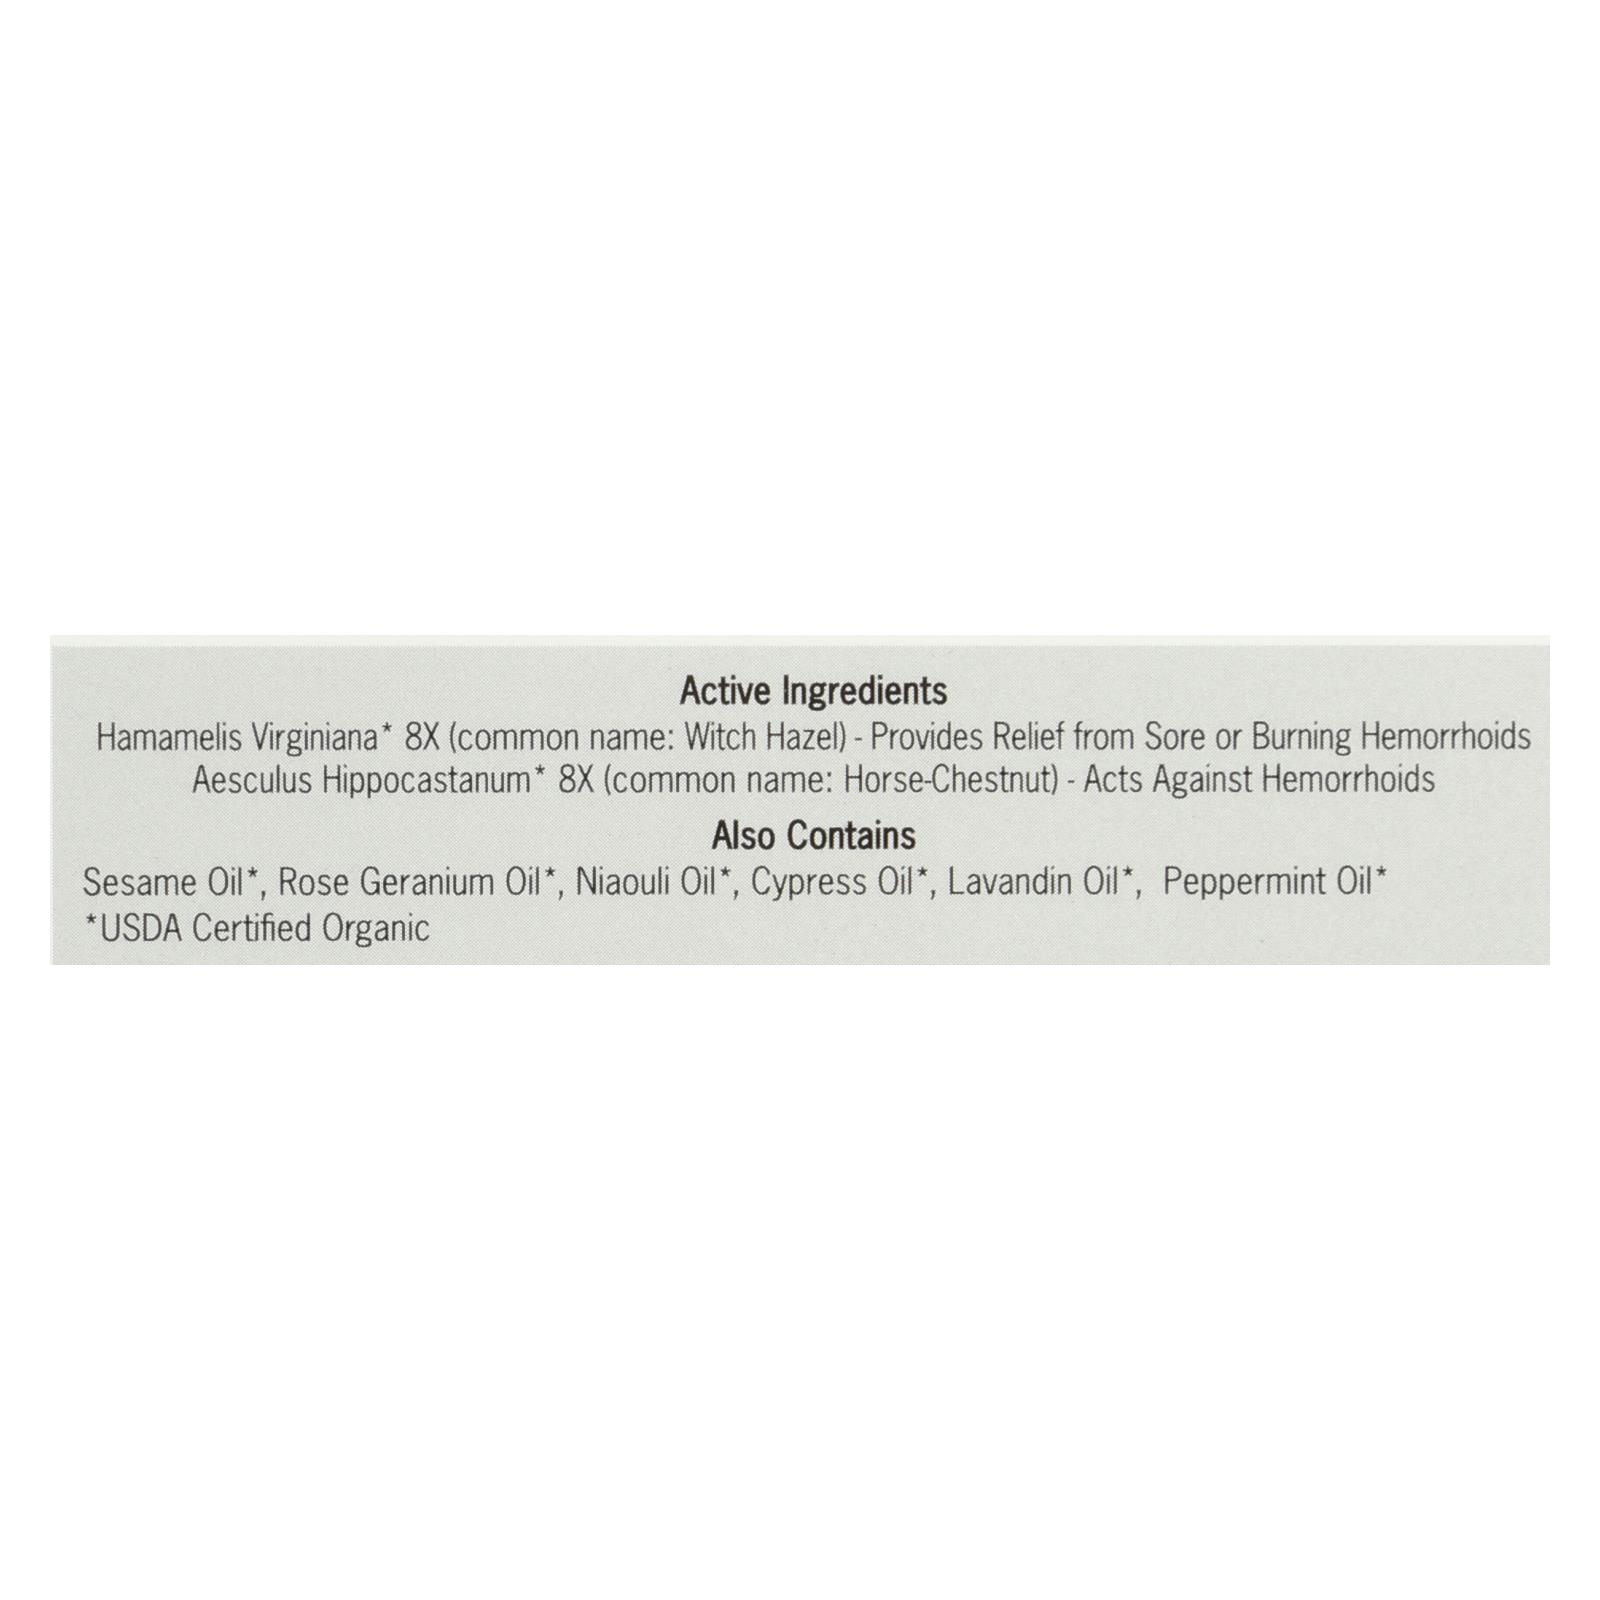 Active Ingredients
Hamamelis Virginiana* 8X (common name: Witch Hazel) - Provides Relief from Sore or Burning Hemorrhoids
Aesculus Hippocastanum* 8X (common name: Horse-Chestnut) - Acts Against Hemorrhoids
Also Contains
Sesame Oil*, Rose Geranium Oil*, Niaouli Oil*, Cypress Oil*, Lavandin Oil*, Peppermint Oil*
*USDA Certified Organic